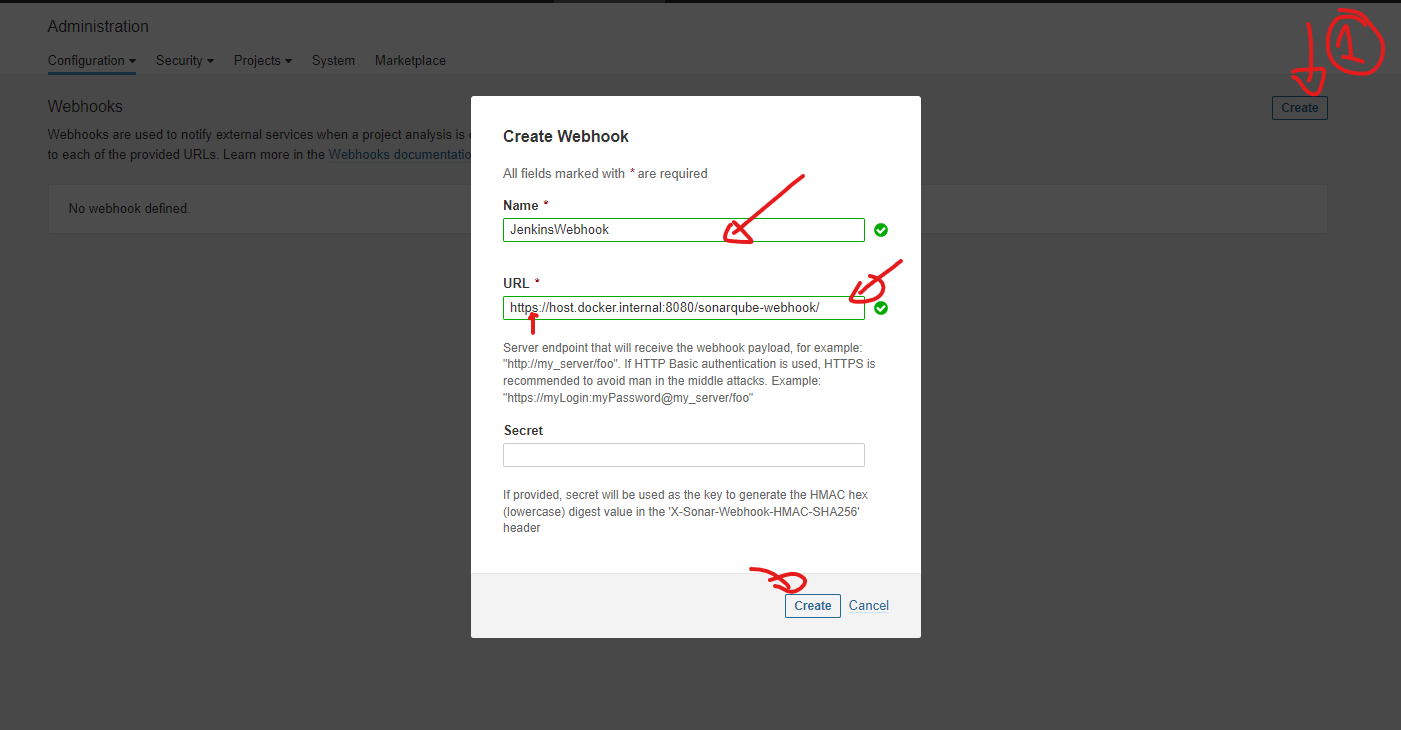 Administration
Configuration Security Projects System Marketplace
1
Webhooks
Create
Webhooks are used to notify external services when a project analysis is
to each of the provided URLs. Learn more in the Webhooks documentatio
No webhook defined.
Create Webhook
All fields marked with * are required
Name *
JenkinsWebhook
URL *
https://host.docker.internal:8080/sonarqube-webhook/
Server endpoint that will receive the webhook payload, for example:
"http://my_server/foo". If HTTP Basic authentication is used, HTTPS is
recommended to avoid man in the middle attacks. Example:
"https://myLogin:myPassword@my_server/foo"
Secret
If provided, secret will be used as the key to generate the HMAC hex
(lowercase) digest value in the 'X-Sonar-Webhook-HMAC-SHA256'
header
Create Cancel